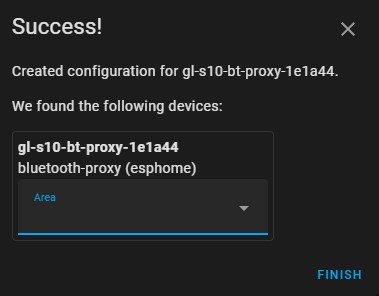 Success!
Created configuration for gl-s10-bt-proxy-1e1a44.
We found the following devices:
gl-s10-bt-proxy-1e1a44
bluetooth-proxy (esphome)
Area
FINISH